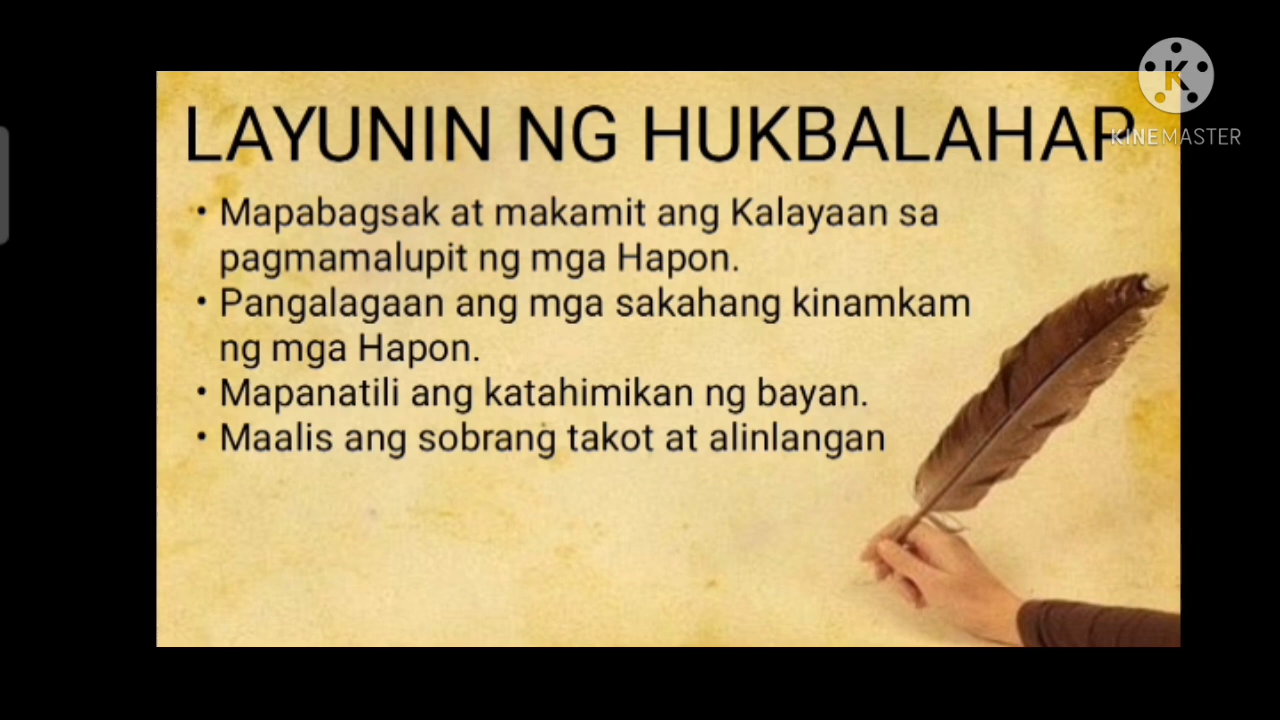 LAYUNIN NG HUKBALAHAP
• Mapabagsak at makamit ang Kalayaan sa
pagmamalupit ng mga Hapon.
• Pangalagaan ang mga sakahang kinamkam
ng mga Hapon.
• Mapanatili ang katahimikan ng bayan.
• Maalis ang sobrang takot at alinlangan
K
KINEMASTER